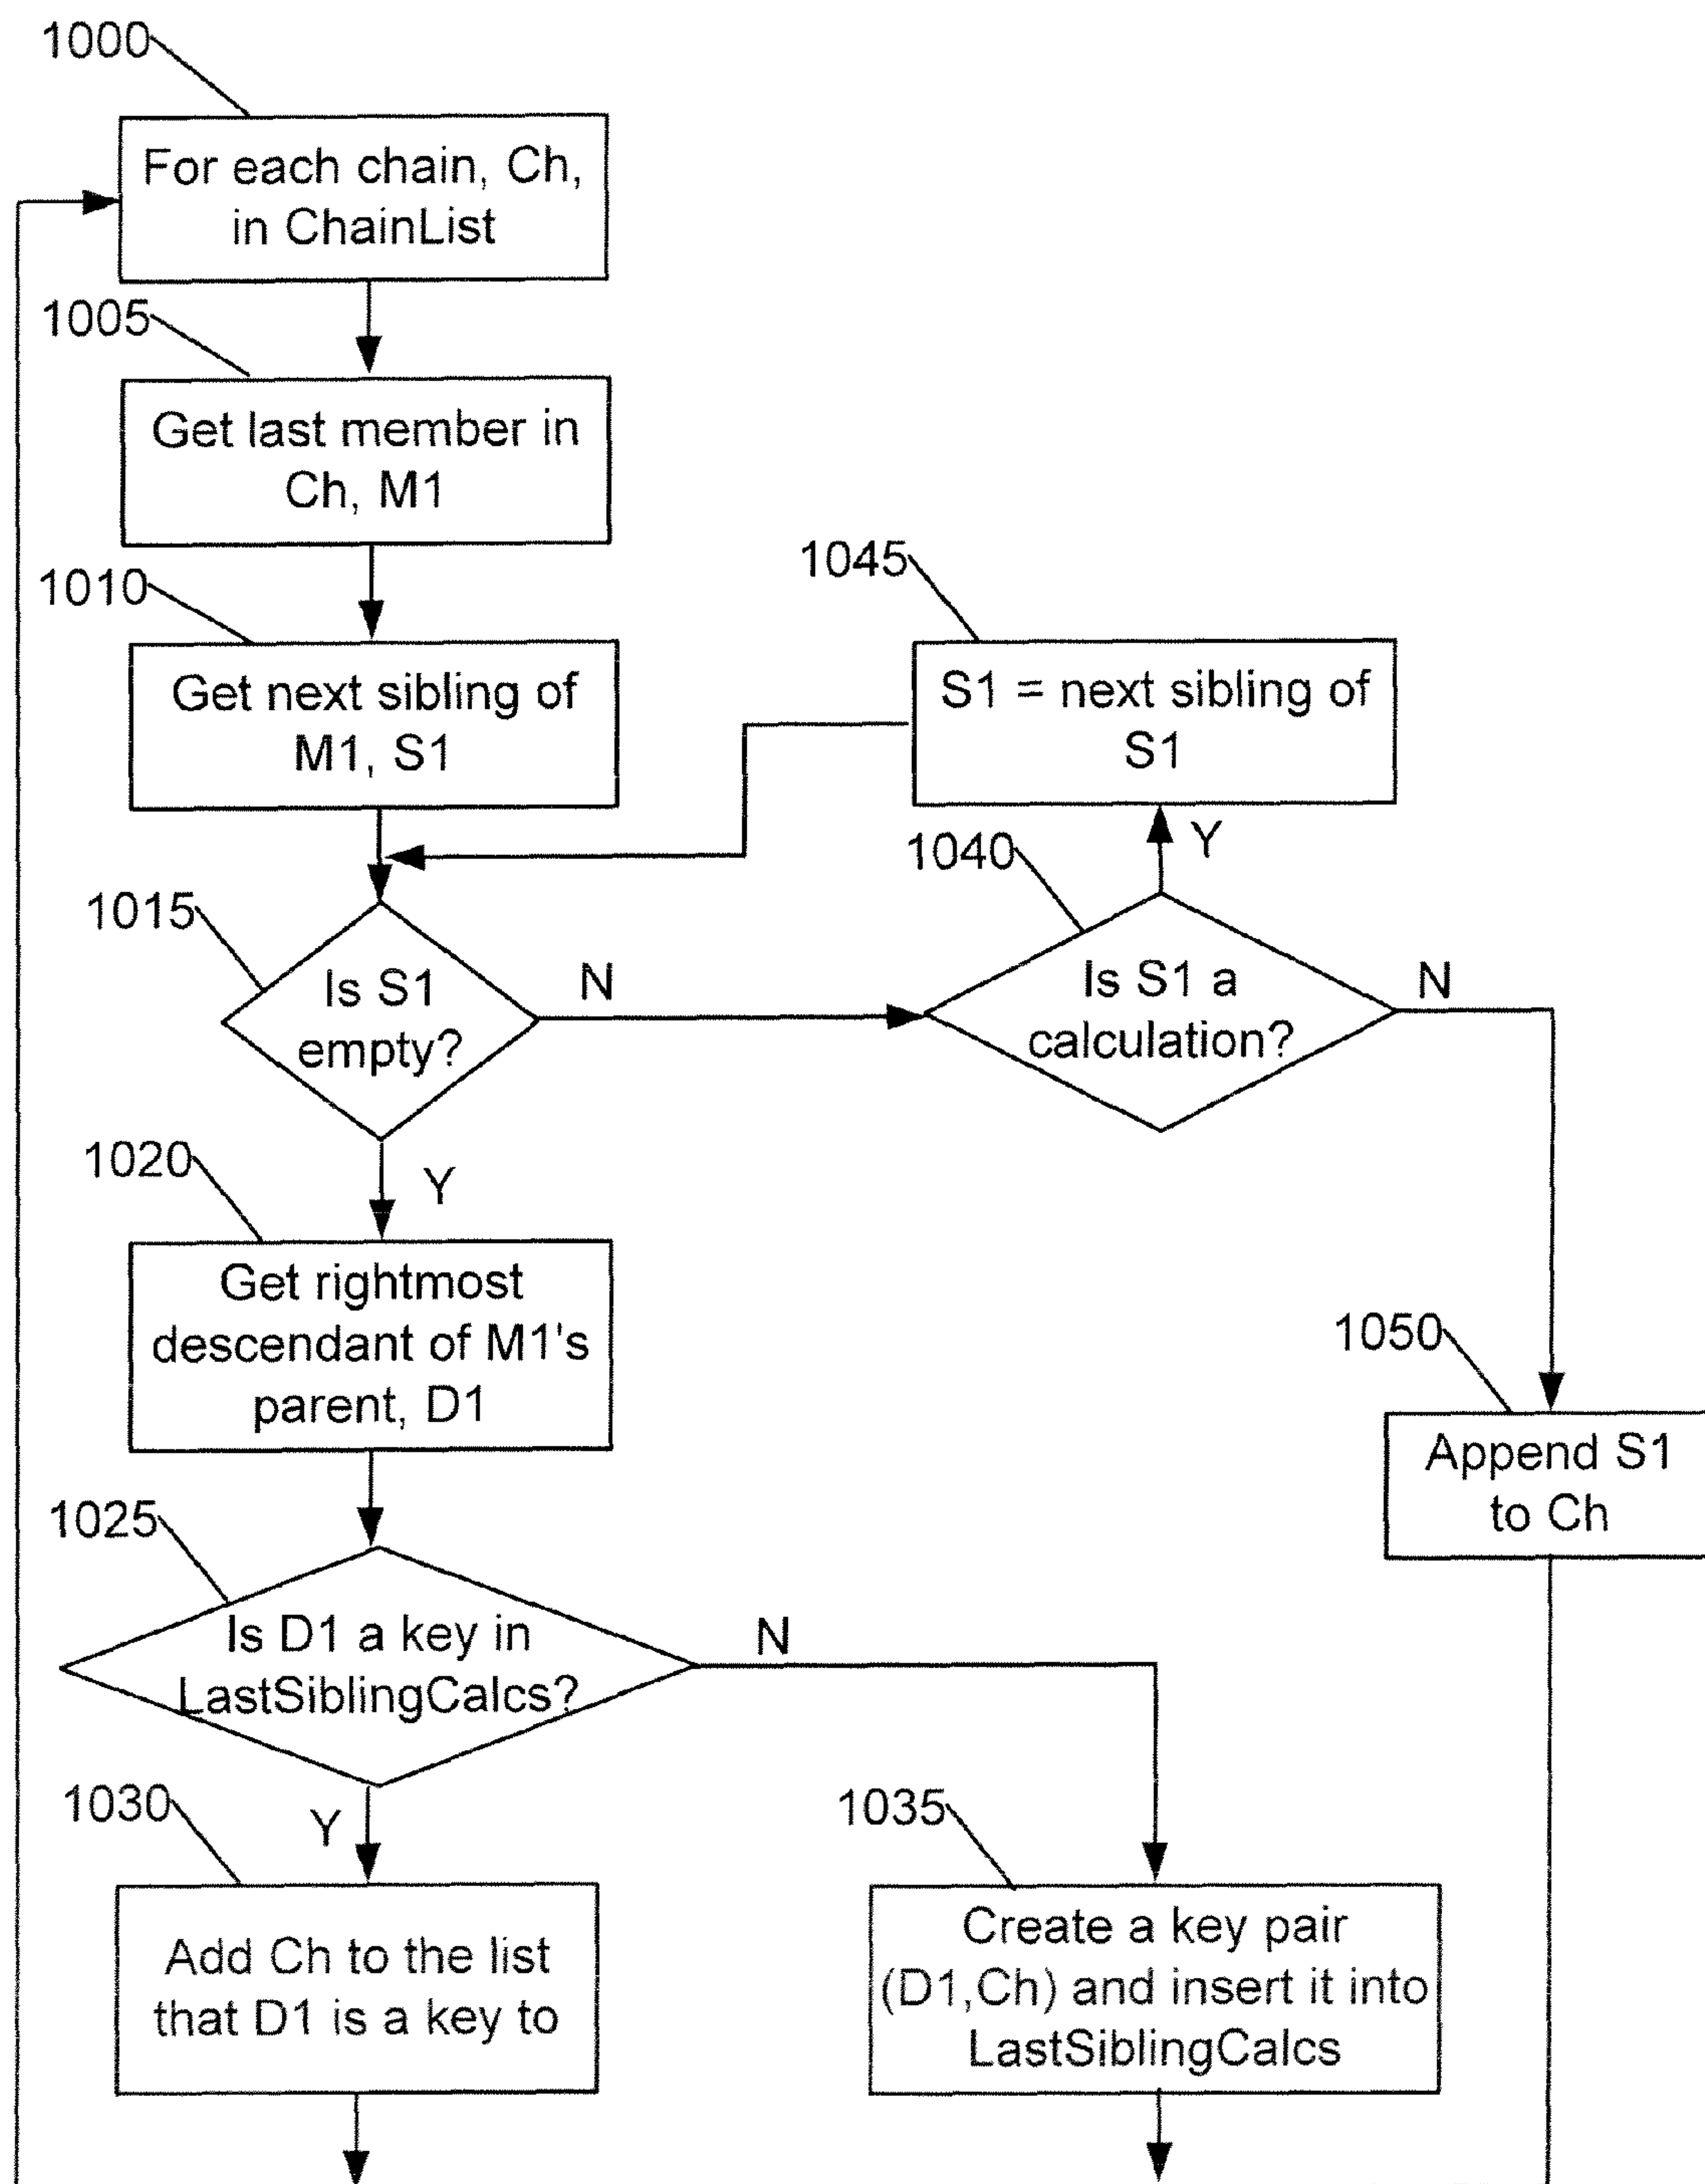 1000
For each chain, Ch,
in ChainList
1005
Get last member in
Ch, M1
1010
Get next sibling of
M1, S1
1045
S1 = next sibling of
S1
1040
Y
1015
Is S1
empty?
N
Is S1 a
calculation?
N
1020
Y
Get rightmost
descendant of M1's
parent, D1
1050
Append S1
to Ch
1025
Is D1 a key in
LastSiblingCalcs?
N
1030
Y
Add Ch to the list
that D1 is a key to
1035
Create a key pair
(D1,Ch) and insert it into
LastSiblingCalcs